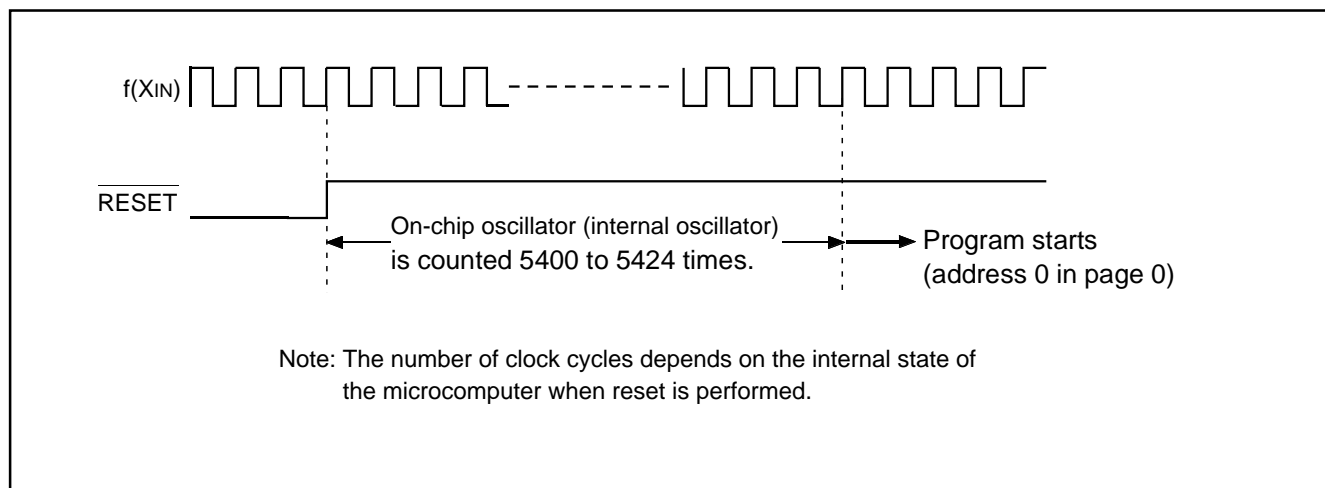 f(XIN)
RESET
On-chip oscillator (internal oscillator)
is counted 5400 to 5424 times.
Program starts
(address 0 in page 0)
Note: The number of clock cycles depends on the internal state of
the microcomputer when reset is performed.